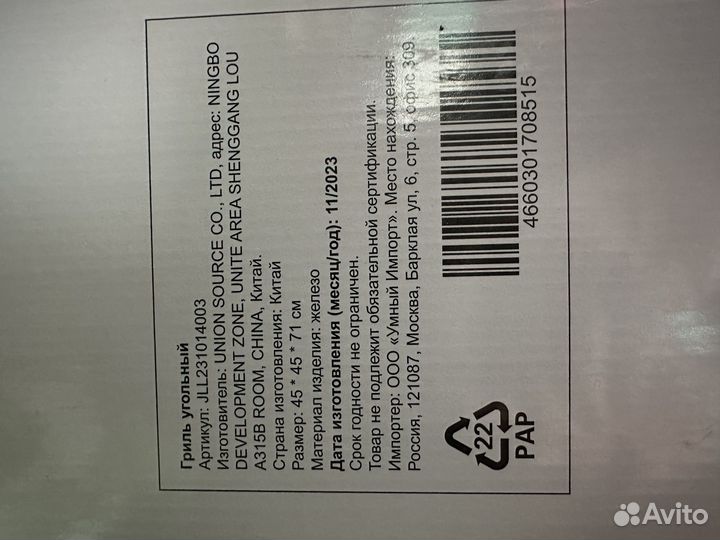 Гриль угольный
Артикул: JLL231014003
Изготовитель: UNION SOURCE CO., LTD, адрес: NINGBO
DEVELOPMENT ZONE, UNITE AREA SHENGGANG LOU
A315B ROOM, CHINA, Китай.
Страна изготовления: Китай
Размер: 45 * 45 * 71 см
Материал изделия: железо
Дата изготовления (месяц/год): 11/2023
Срок годности не ограничен.
Товар не подлежит обязательной сертификации.
Импортер: ООО «Умный Импорт». Место нахождения:
Россия, 121087, Москва, Барклая ул, 6, стр. 5, офис 309.
22
PAP
4660301708515
Avito